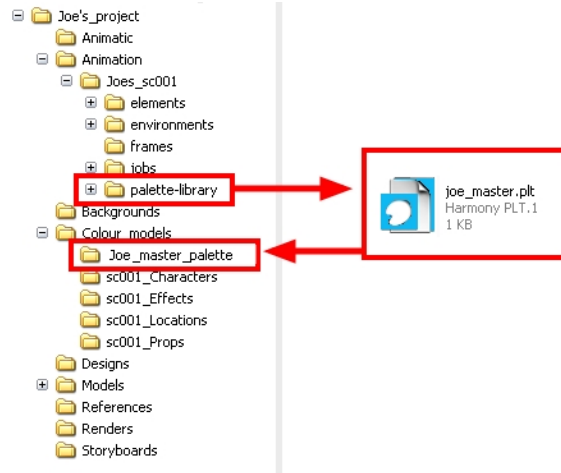 Joe's_project
Animatic
Animation
Joes_sc001
elements
environments
frames
jobs
palette-library
Backgrounds
Colour_models
Joe_master_palette
sc001_Characters
sc001_Effects
sc001_Locations
sc001_Props
Designs
Models
References
Renders
Storyboards
joe_master.plt
Harmony PLT.1
1 KB